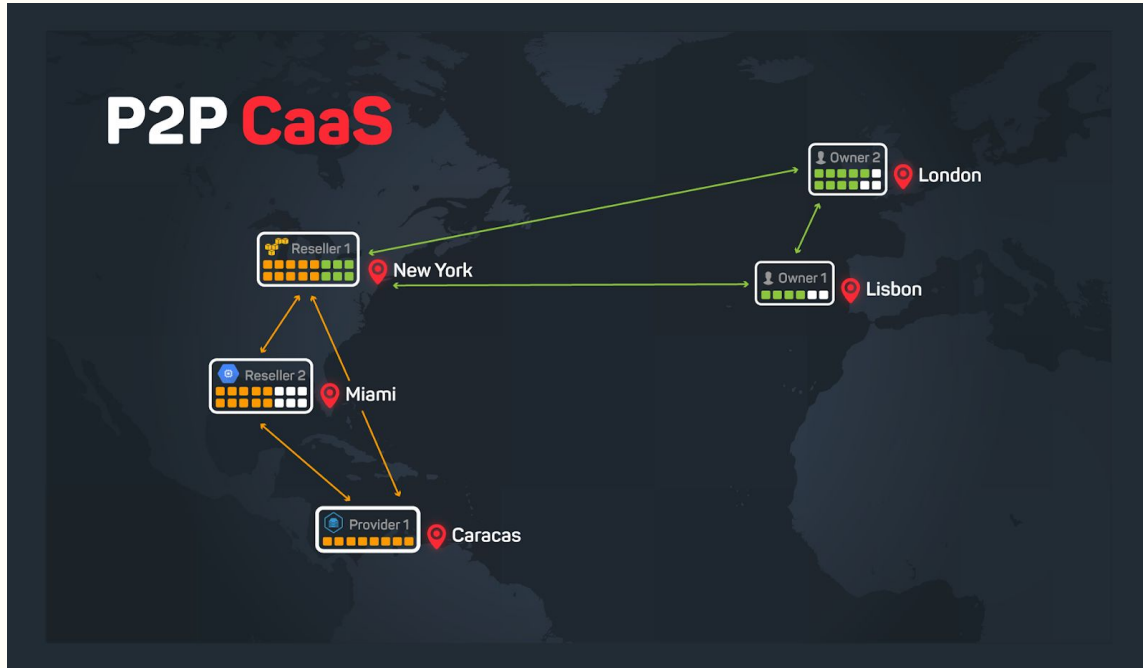 P2P CaaS
Owner 2
London
Reseller 1
New York
Owner 1
Lisbon
Reseller 2
Miami
Provider 1
Caracas